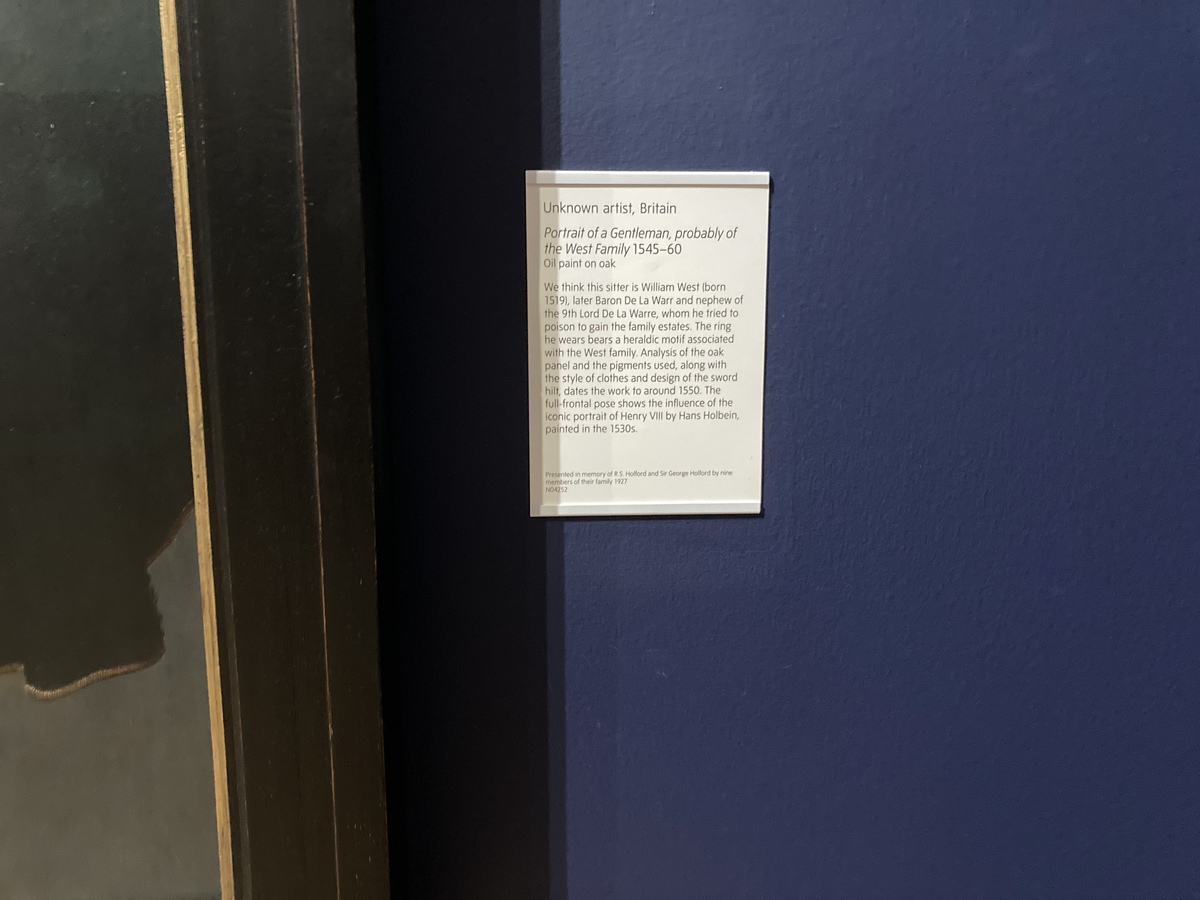 Unknown artist, Britain
Portrait of a Gentleman, probably of
the West Family 1545–60
Oil paint on oak
We think this sitter is William West (born
1519), later Baron De La Warr and nephew of
the 9th Lord De La Warre, whom he tried to
poison to gain the family estates. The ring
he wears bears a heraldic motif associated
with the West family. Analysis of the oak
panel and the pigments used, along with
the style of clothes and design of the sword
hilt, dates the work to around 1550. The
full-frontal pose shows the influence of the
iconic portrait of Henry VIII by Hans Holbein,
painted in the 1530s.
Presented in memory of R.S. Holford and Sir George Holford by nine
members of their family 1927
N04252